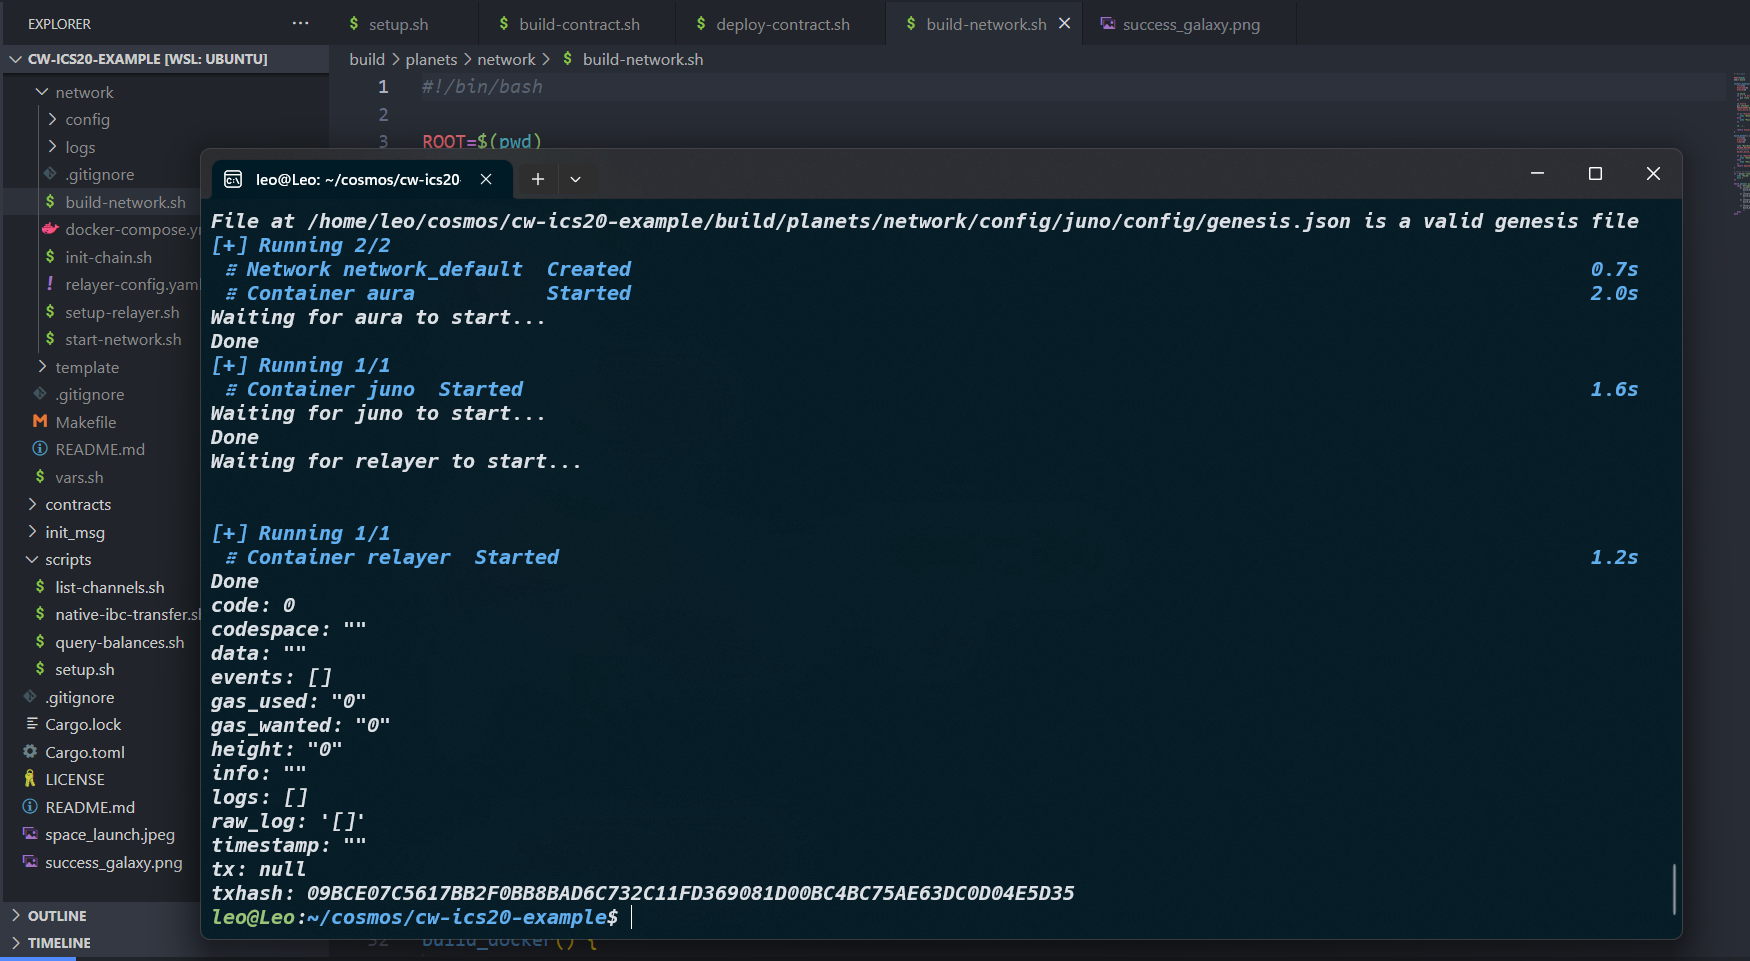 EXPLORER
···
setup.sh
build-contract.sh
deploy-contract.sh
build-network.sh
success_galaxy.png
CW-ICS20-EXAMPLE [WSL: UBUNTU]
build > planets > network > $ build-network.sh
network
config
logs
.gitignore
build-network.sh
docker-compose.y
init-chain.sh
relayer-config.yam
setup-relayer.sh
start-network.sh
template
.gitignore
Makefile
README.md
vars.sh
contracts
init_msg
scripts
list-channels.sh
native-ibc-transfer.s
query-balances.sh
setup.sh
.gitignore
Cargo.lock
Cargo.toml
LICENSE
README.md
space_launch.jpeg
success_galaxy.png
OUTLINE
TIMELINE
1 #!/bin/bash
2
3 ROOT=$(pwd)
leo@Leo: ~/cosmos/cw-ics20
File at /home/leo/cosmos/cw-ics20-example/build/planets/network/config/juno/config/genesis.json is a valid genesis file
[+] Running 2/2
⠿ Network network_default Created 0.7s
⠿ Container aura Started 2.0s
Waiting for aura to start...
Done
[+] Running 1/1
⠿ Container juno Started 1.6s
Waiting for juno to start...
Done
Waiting for relayer to start...
[+] Running 1/1
⠿ Container relayer Started 1.2s
Done
code: 0
codespace: ""
data: ""
events: []
gas_used: "0"
gas_wanted: "0"
height: "0"
info: ""
logs: []
raw_log: '[]'
timestamp: ""
tx: null
txhash: 09BCE07C5617BB2F0BB8BAD6C732C11FD369081D00BC4BC75AE63DC0D04E5D35
leo@Leo:~/cosmos/cw-ics20-example$
build_docker() {